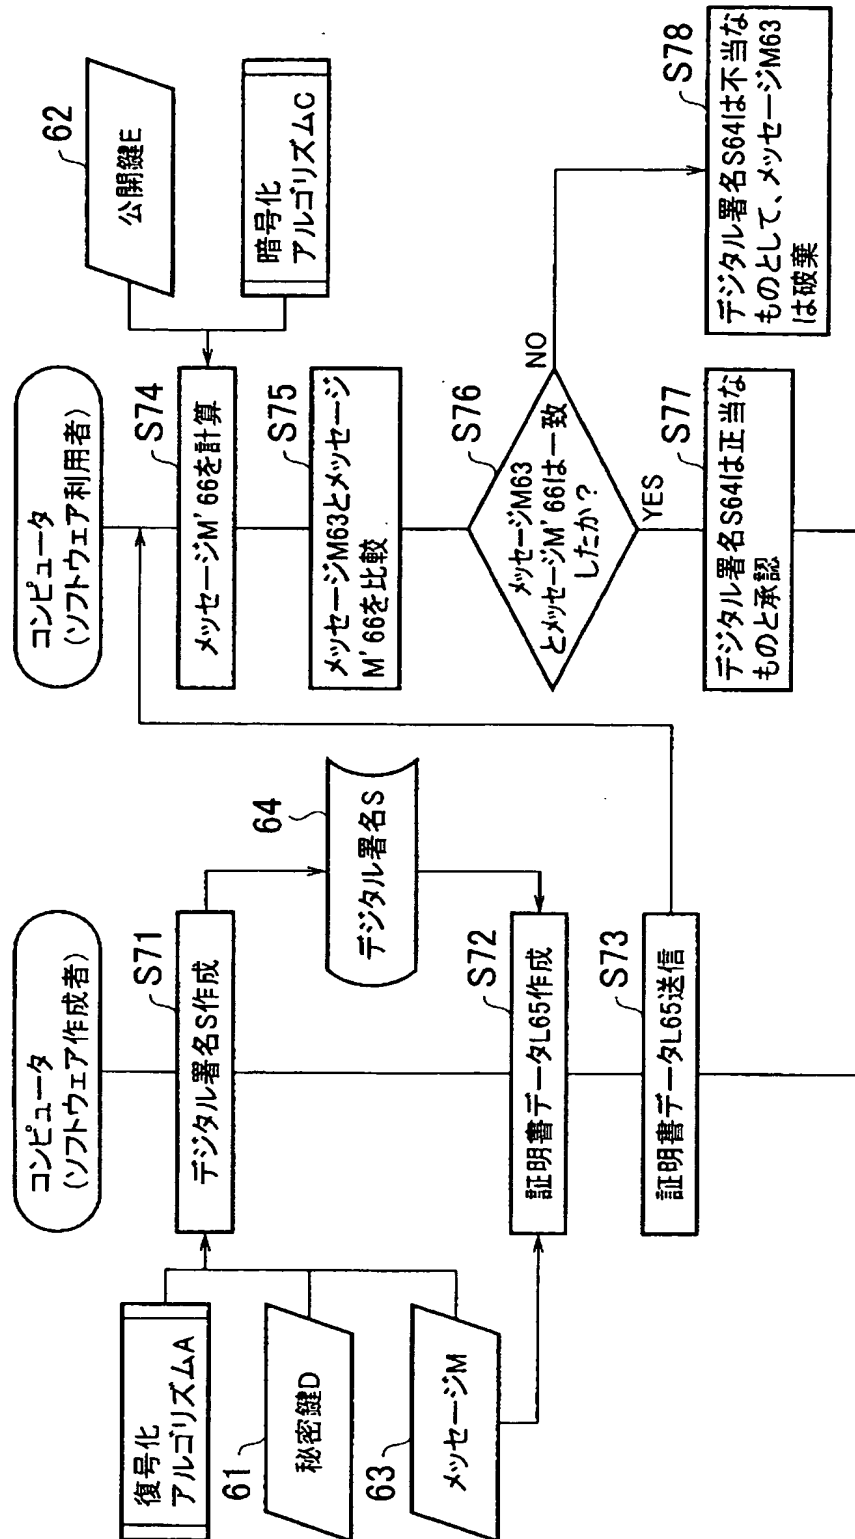 コンピュータ
(ソフトウェア作成者)
復号化
アルゴリズムA
61
秘密鍵D
63
メッセージM
S71
デジタル署名S作成
64
デジタル署名S
S72
証明書データL65作成
S73
証明書データL65送信
コンピュータ
(ソフトウェア利用者)
62
公開鍵E
暗号化
アルゴリズムC
S74
メッセージM'66を計算
S75
メッセージM63とメッセージ
M'66を比較
S76
メッセージM63
とメッセージM'66は一致
したか?
NO
YES
S77
デジタル署名S64は正当な
ものと承認
S78
デジタル署名S64は不当な
ものとして、メッセージM63
は破棄